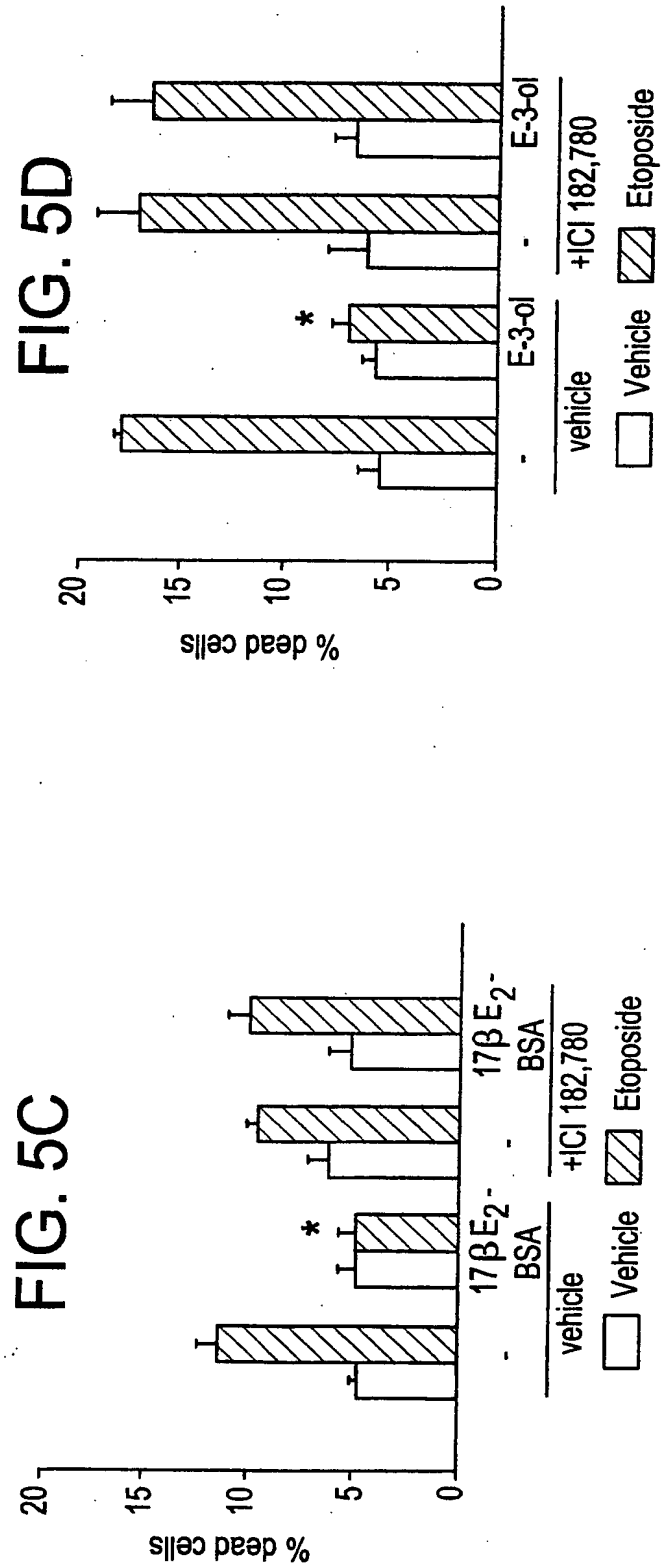 FIG. 5C
% dead cells
20
15
10
5
0
-
17β E2-
BSA
-
17β E2-
BSA
vehicle
+ICI 182,780
Vehicle
Etoposide
*
FIG. 5D
% dead cells
20
15
10
5
0
-
E-3-ol
-
E-3-ol
vehicle
+ICI 182,780
Vehicle
Etoposide
*